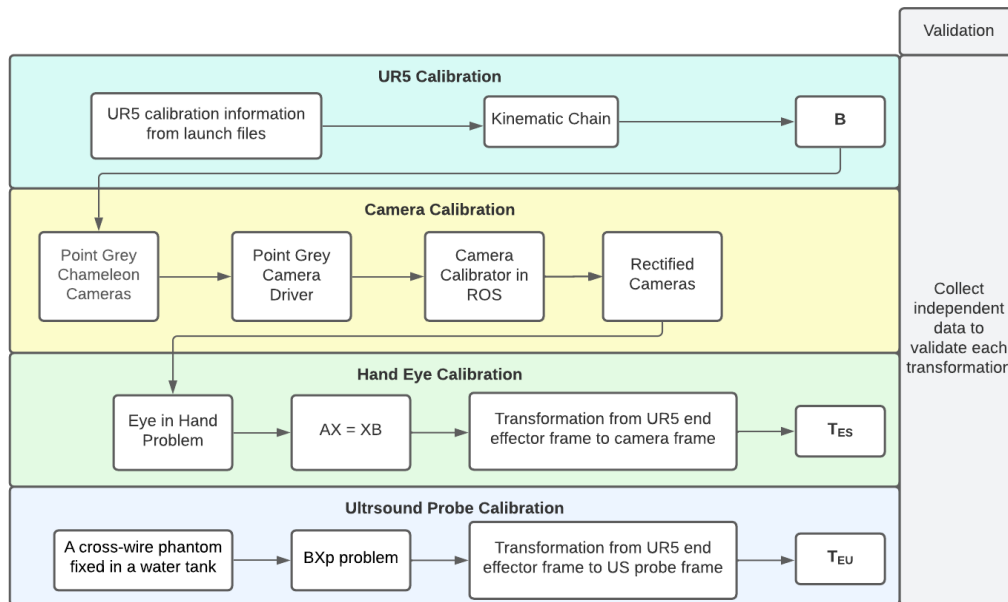 Validation
UR5 Calibration
UR5 calibration information
from launch files
Kinematic Chain
B
Camera Calibration
Point Grey
Chameleon
Cameras
Point Grey
Camera
Driver
Camera
Calibrator in
ROS
Rectified
Cameras
Collect
independent
data to
validate each
transformation
Hand Eye Calibration
Eye in Hand
Problem
AX = XB
Transformation from UR5 end
effector frame to camera frame
TES
Ultrsound Probe Calibration
A cross-wire phantom
fixed in a water tank
BXp problem
Transformation from UR5 end
effector frame to US probe frame
TEU